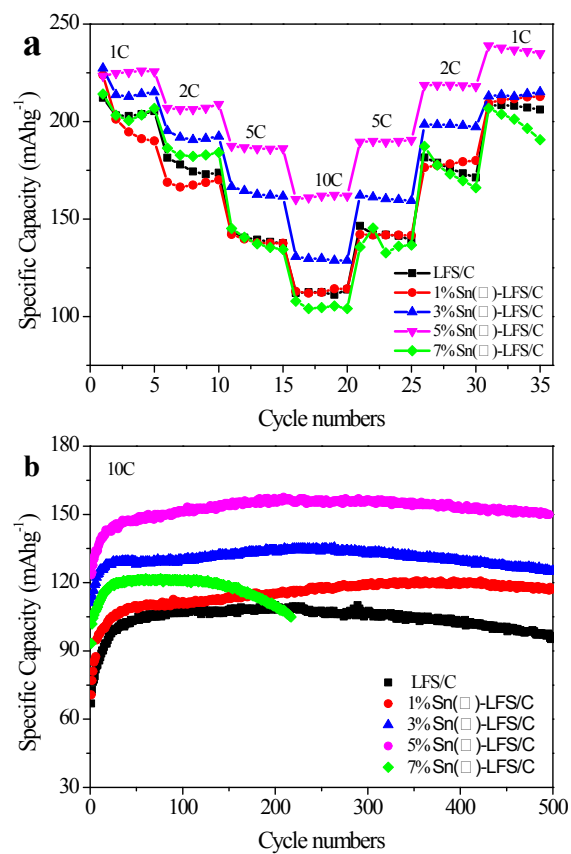 a
1C
2C
5C
10C
5C
2C
1C
Specific Capacity (mAhg⁻¹)
250
200
150
100
LFS/C
1%Sn(□)-LFS/C
3%Sn(□)-LFS/C
5%Sn(□)-LFS/C
7%Sn(□)-LFS/C
0 5 10 15 20 25 30 35
Cycle numbers
b
10C
Specific Capacity (mAhg⁻¹)
180
150
120
90
60
30
LFS/C
1%Sn(□)-LFS/C
3%Sn(□)-LFS/C
5%Sn(□)-LFS/C
7%Sn(□)-LFS/C
0 100 200 300 400 500
Cycle numbers